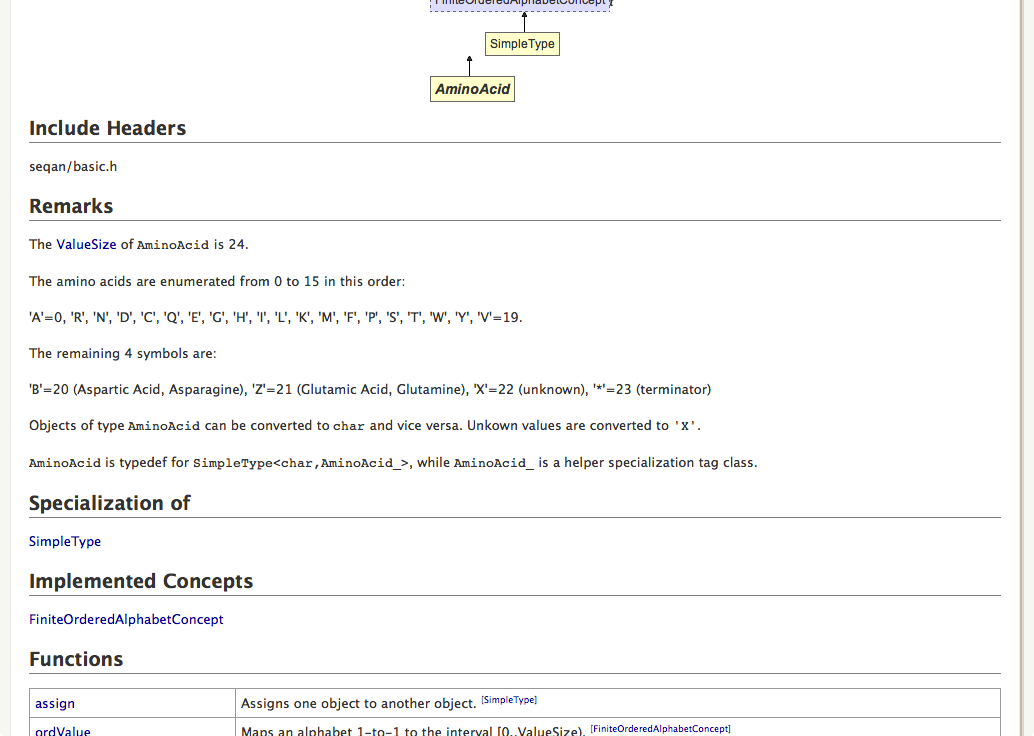 FiniteOrderedAlphabetConcept
SimpleType
AminoAcid
Include Headers
seqan/basic.h
Remarks
The ValueSize of AminoAcid is 24.
The amino acids are enumerated from 0 to 15 in this order:
'A'=0, 'R', 'N', 'D', 'C', 'Q', 'E', 'G', 'H', 'I', 'L', 'K', 'M', 'F', 'P', 'S', 'T', 'W', 'Y', 'V'=19.
The remaining 4 symbols are:
'B'=20 (Aspartic Acid, Asparagine), 'Z'=21 (Glutamic Acid, Glutamine), 'X'=22 (unknown), '*'=23 (terminator)
Objects of type AminoAcid can be converted to char and vice versa. Unkown values are converted to 'X'.
AminoAcid is typedef for SimpleType<char,AminoAcid_>, while AminoAcid_ is a helper specialization tag class.
Specialization of
SimpleType
Implemented Concepts
FiniteOrderedAlphabetConcept
Functions
assign Assigns one object to another object. [SimpleType]
ordValue Maps an alphabet 1-to-1 to the interval [0..ValueSize). [FiniteOrderedAlphabetConcept]